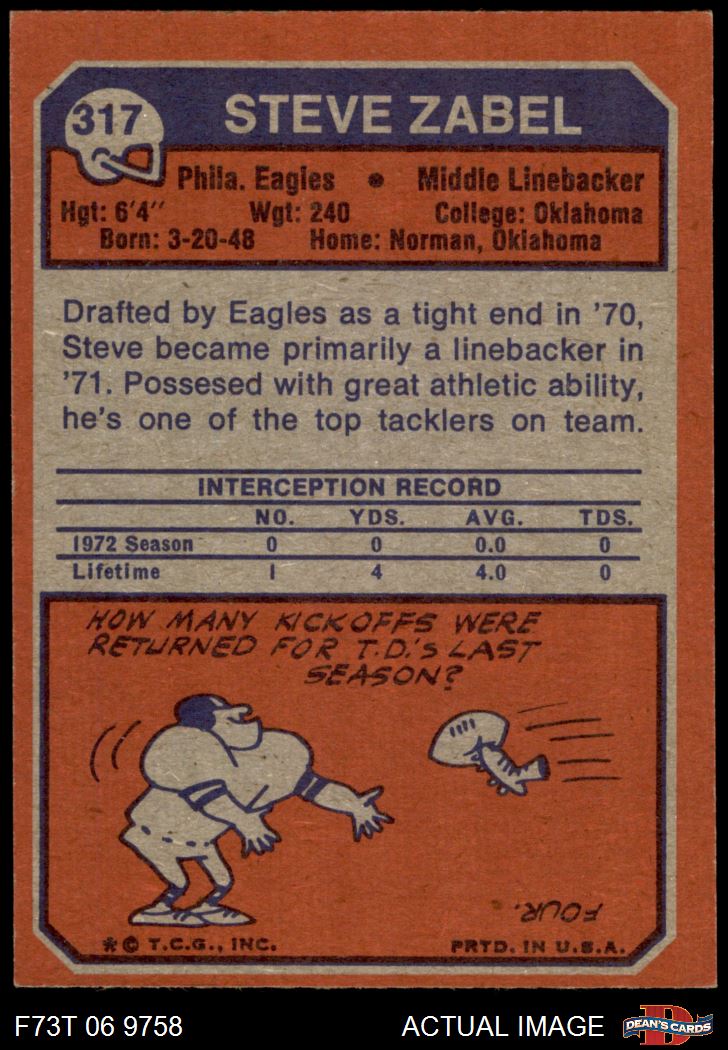 317
STEVE ZABEL
Phila. Eagles • Middle Linebacker
Hgt: 6'4" Wgt: 240 College: Oklahoma
Born: 3-20-48 Home: Norman, Oklahoma
Drafted by Eagles as a tight end in '70,
Steve became primarily a linebacker in
'71. Possesed with great athletic ability,
he's one of the top tacklers on team.
INTERCEPTION RECORD
NO. YDS. AVG. TDS.
1972 Season 0 0 0.0 0
Lifetime 1 4 4.0 0
HOW MANY KICKOFFS WERE
RETURNED FOR T.D.'S LAST
SEASON?
FOUR.
* © T.C.G., INC. PRTD. IN U.S.A.
F73T 06 9758 ACTUAL IMAGE D DEAN'S CARDS